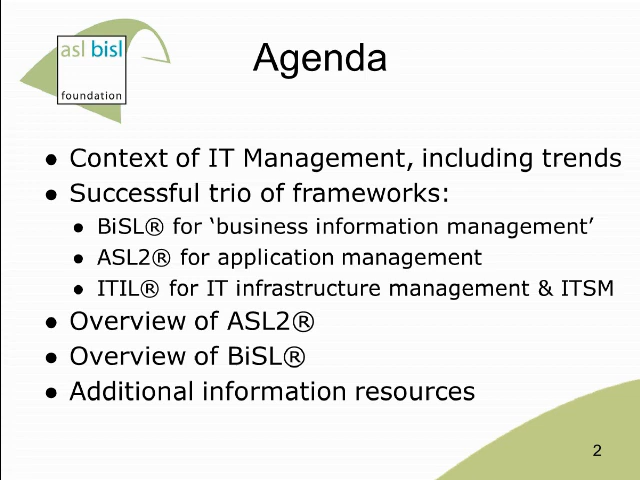 asl bisl
foundation
Agenda
● Context of IT Management, including trends
● Successful trio of frameworks:
● BiSL® for ‘business information management’
● ASL2® for application management
● ITIL® for IT infrastructure management & ITSM
● Overview of ASL2®
● Overview of BiSL®
● Additional information resources
2